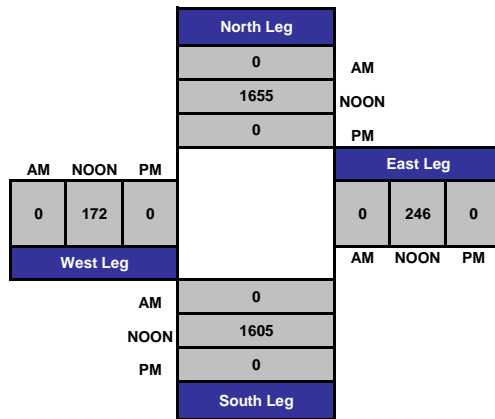 North Leg
0 AM
1655 NOON
0 PM
East Leg
AM NOON PM
0 172 0
0 246 0
West Leg
AM NOON PM
AM 0
NOON 1605
PM 0
South Leg